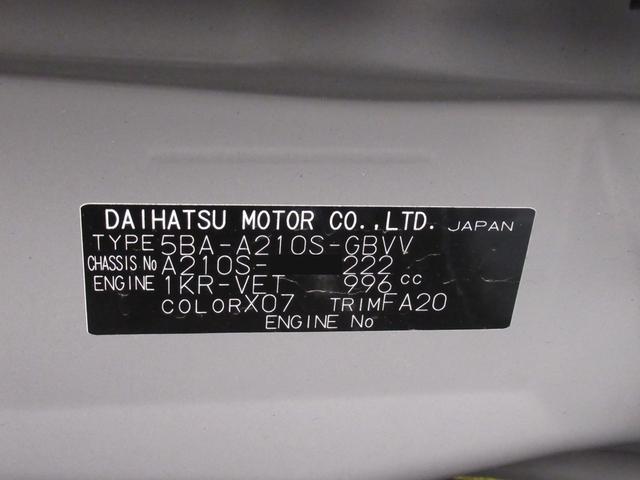 DAIHATSU MOTOR CO.,LTD. JAPAN
TYPE 5BA-A210S-GBVV
CHASSIS No A210S- 222
ENGINE 1KR-VET 996 cc
COLOR X07 TRIM FA20
ENGINE No